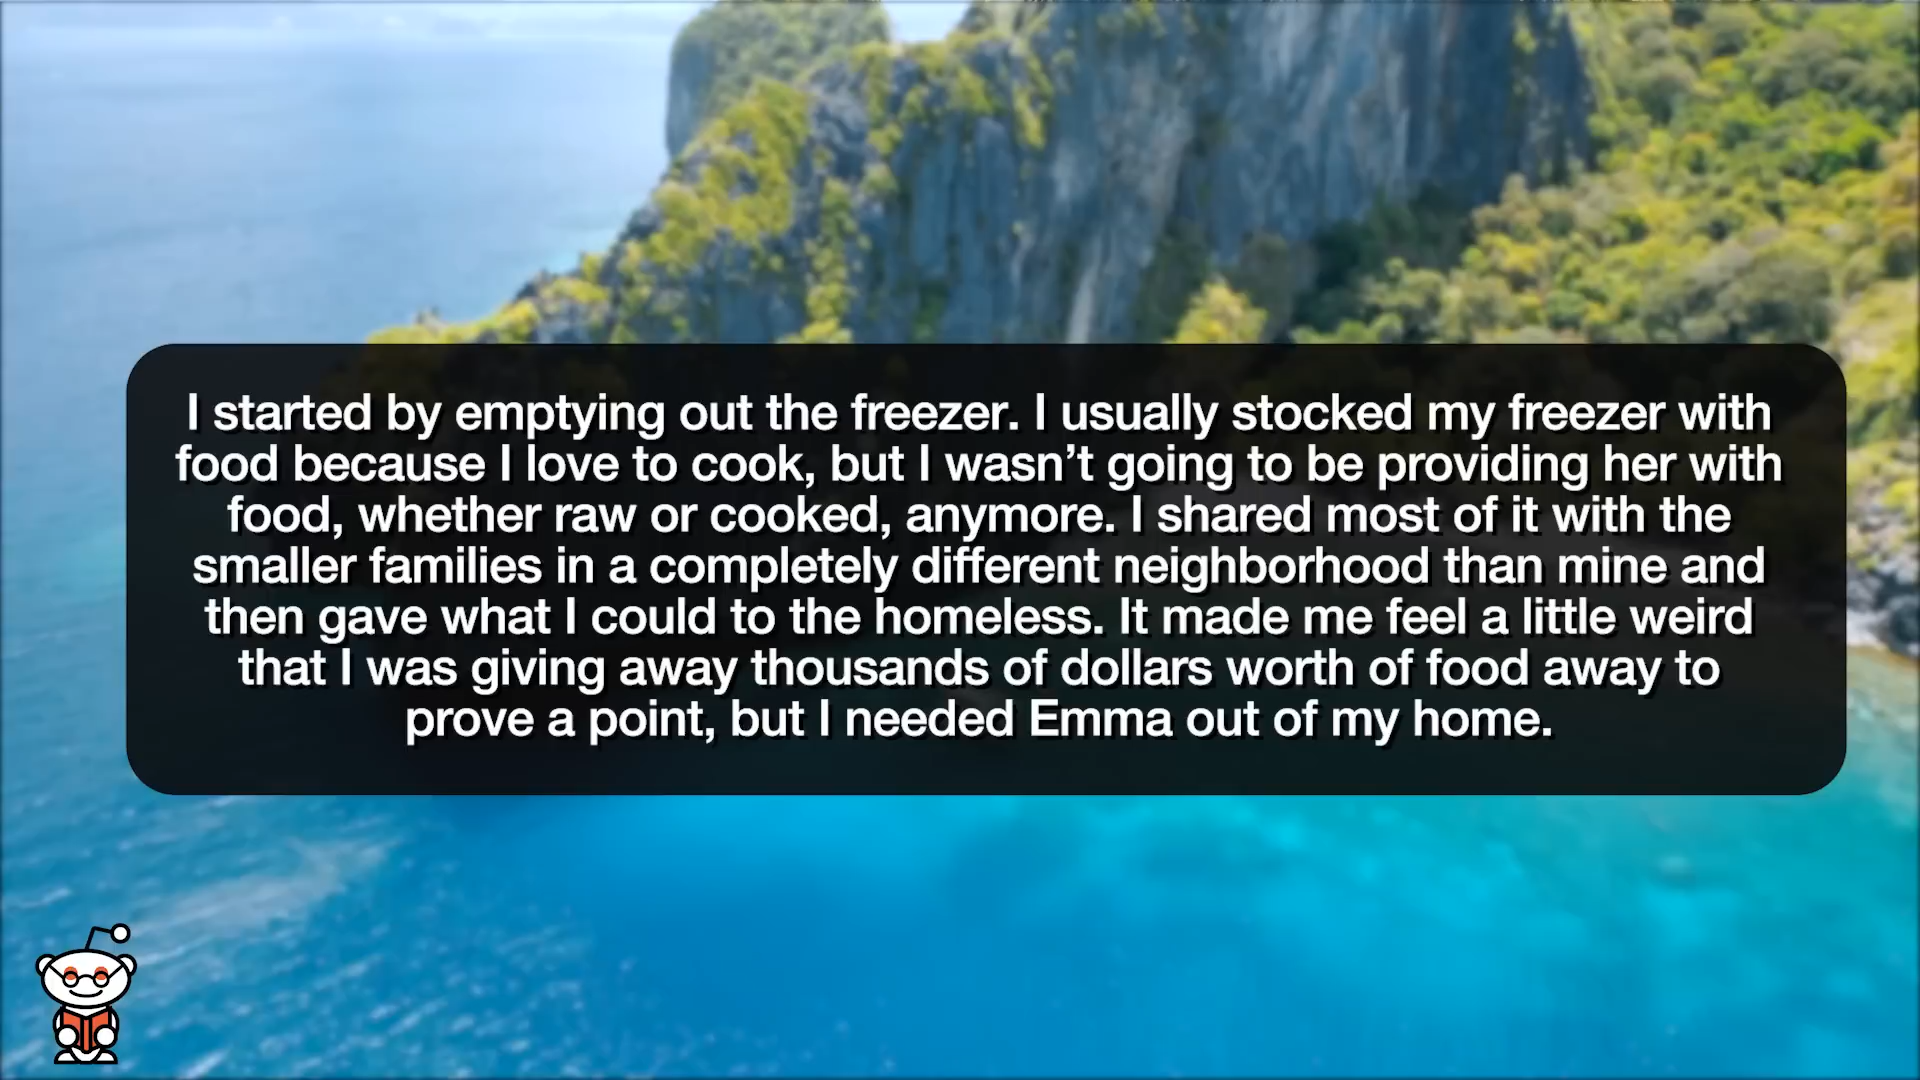 I started by emptying out the freezer. I usually stocked my freezer with
food because I love to cook, but I wasn’t going to be providing her with
food, whether raw or cooked, anymore. I shared most of it with the
smaller families in a completely different neighborhood than mine and
then gave what I could to the homeless. It made me feel a little weird
that I was giving away thousands of dollars worth of food away to
prove a point, but I needed Emma out of my home.